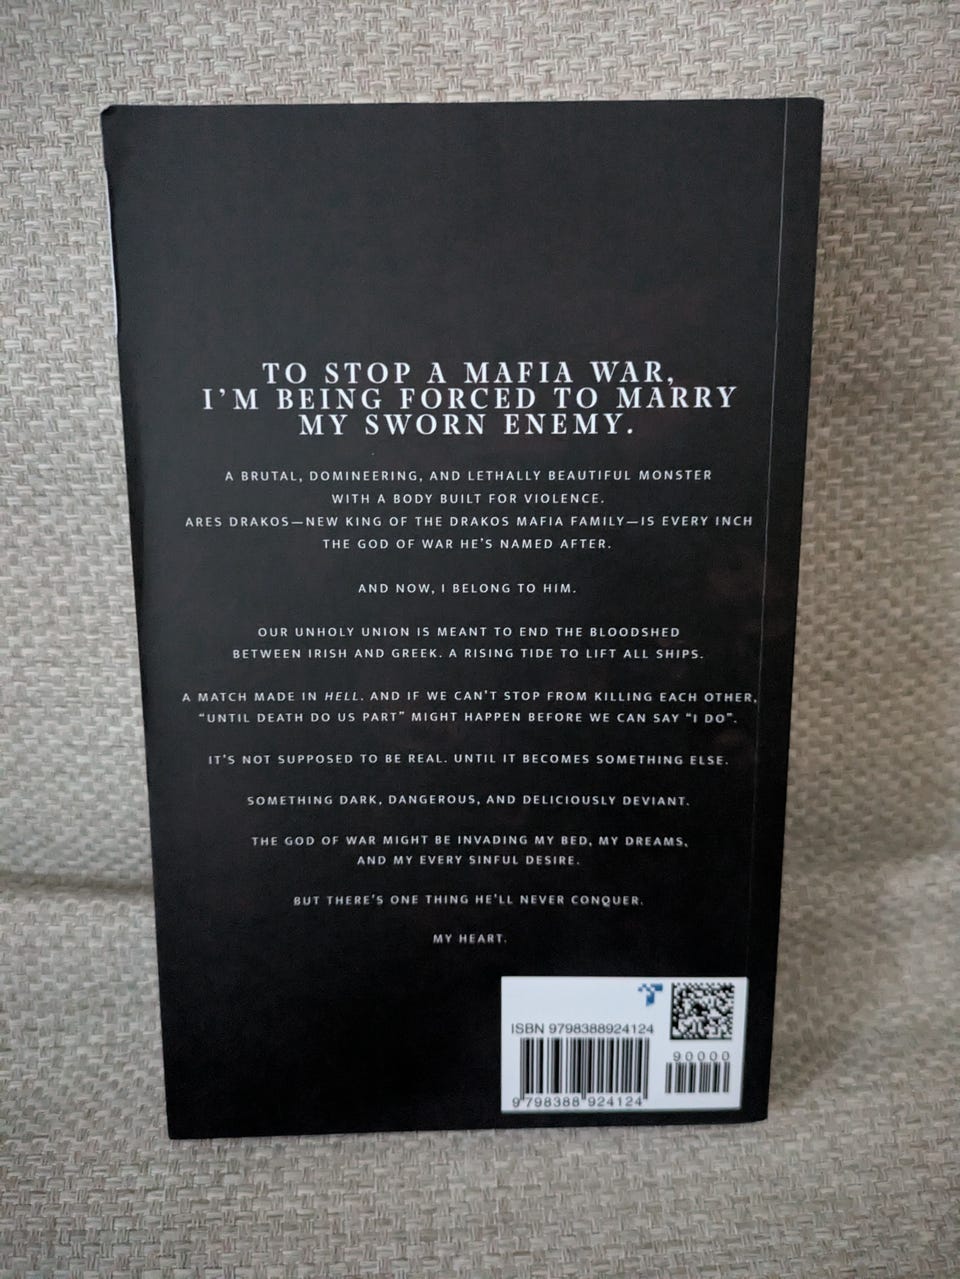 TO STOP A MAFIA WAR,
I'M BEING FORCED TO MARRY
MY SWORN ENEMY.
A BRUTAL, DOMINEERING, AND LETHALLY BEAUTIFUL MONSTER
WITH A BODY BUILT FOR VIOLENCE.
ARES DRAKOS—NEW KING OF THE DRAKOS MAFIA FAMILY—IS EVERY INCH
THE GOD OF WAR HE'S NAMED AFTER.
AND NOW, I BELONG TO HIM.
OUR UNHOLY UNION IS MEANT TO END THE BLOODSHED
BETWEEN IRISH AND GREEK. A RISING TIDE TO LIFT ALL SHIPS.
A MATCH MADE IN HELL. AND IF WE CAN'T STOP FROM KILLING EACH OTHER,
"UNTIL DEATH DO US PART" MIGHT HAPPEN BEFORE WE CAN SAY "I DO".
IT'S NOT SUPPOSED TO BE REAL. UNTIL IT BECOMES SOMETHING ELSE.
SOMETHING DARK, DANGEROUS, AND DELICIOUSLY DEVIANT.
THE GOD OF WAR MIGHT BE INVADING MY BED, MY DREAMS,
AND MY EVERY SINFUL DESIRE.
BUT THERE'S ONE THING HE'LL NEVER CONQUER.
MY HEART.
ISBN 9798388924124
90000
9 798388 924124